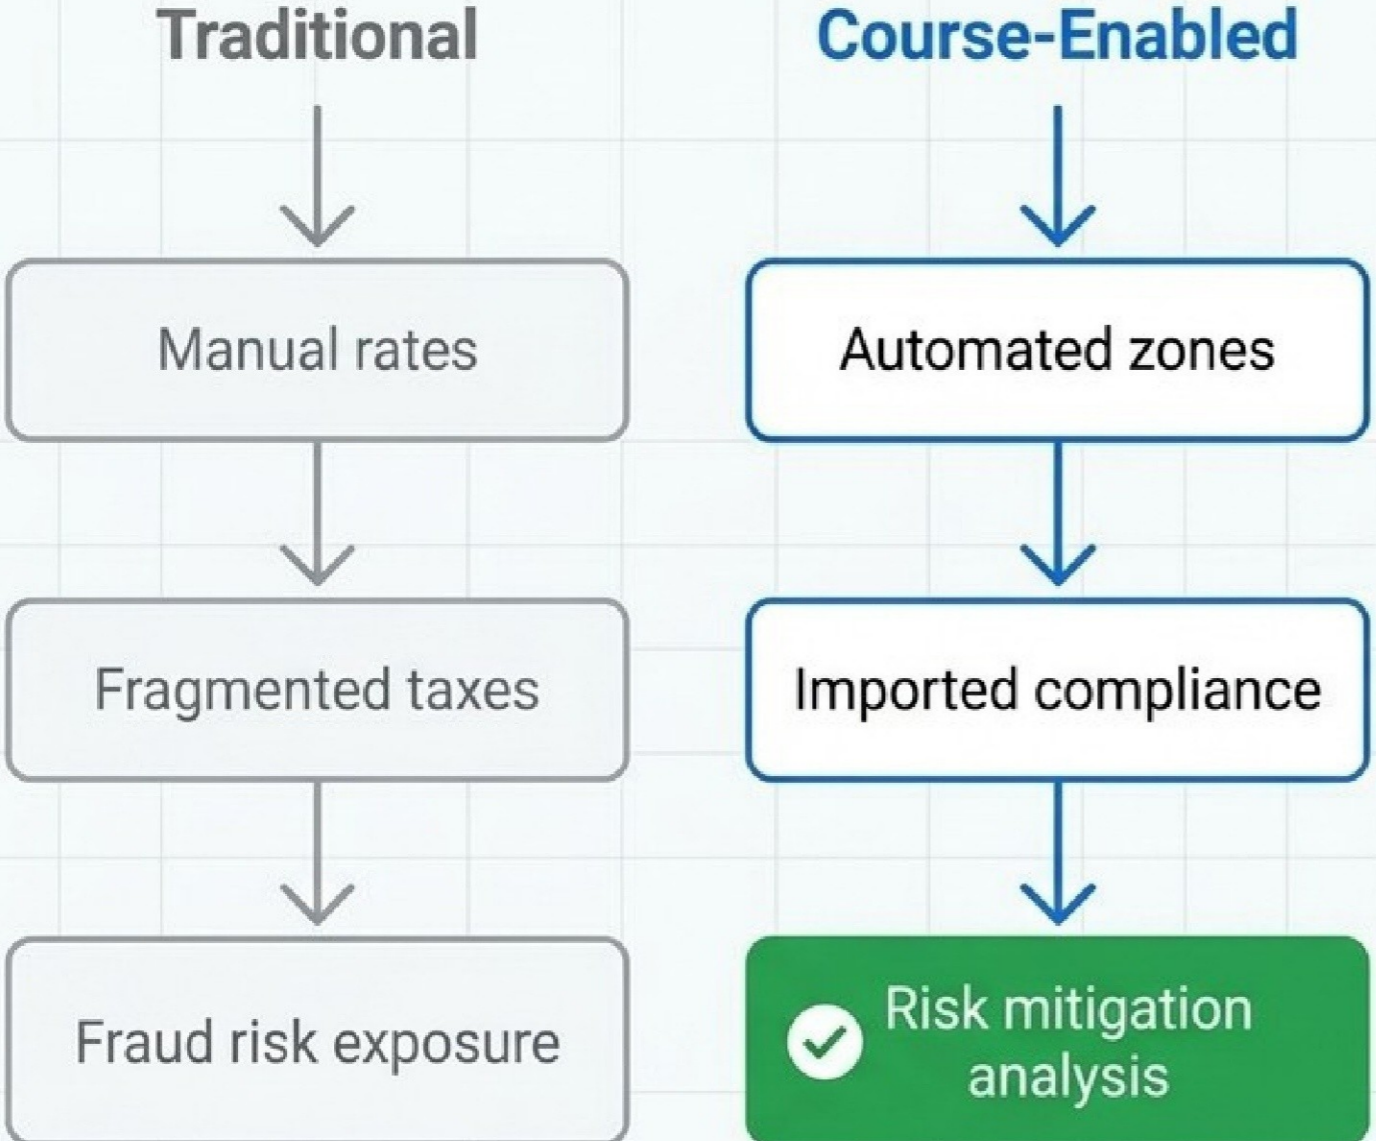 Traditional
Manual rates
Fragmented taxes
Fraud risk exposure
Course-Enabled
Automated zones
Imported compliance
Risk mitigation
analysis